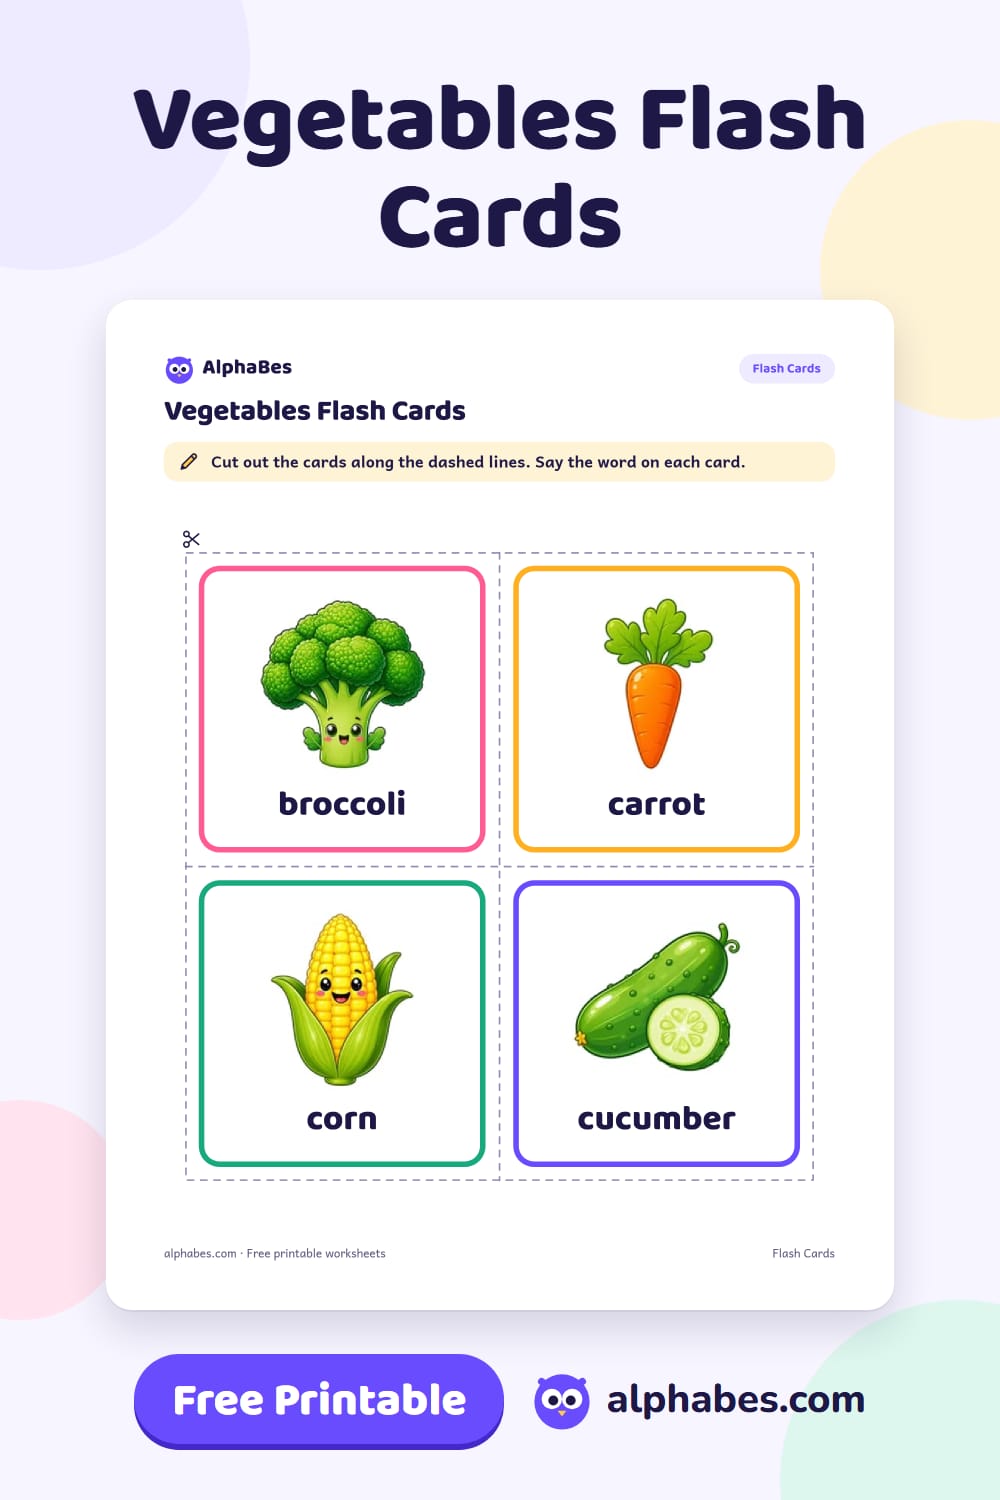 Vegetables Flash
Cards
AlphaBes
Flash Cards
Vegetables Flash Cards
Cut out the cards along the dashed lines. Say the word on each card.
broccoli
carrot
corn
cucumber
alphabes.com · Free printable worksheets
Flash Cards
Free Printable
alphabes.com